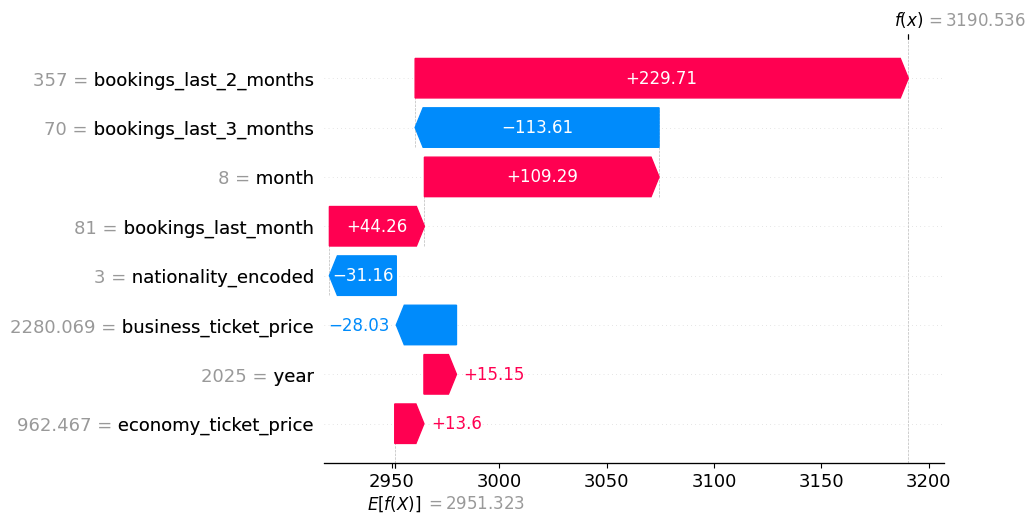 f(x) = 3190.536
357 = bookings_last_2_months
+229.71
70 = bookings_last_3_months
−113.61
8 = month
+109.29
81 = bookings_last_month
+44.26
3 = nationality_encoded
−31.16
2280.069 = business_ticket_price
−28.03
2025 = year
+15.15
962.467 = economy_ticket_price
+13.6
2950 3000 3050 3100 3150 3200
E[f(X)] = 2951.323